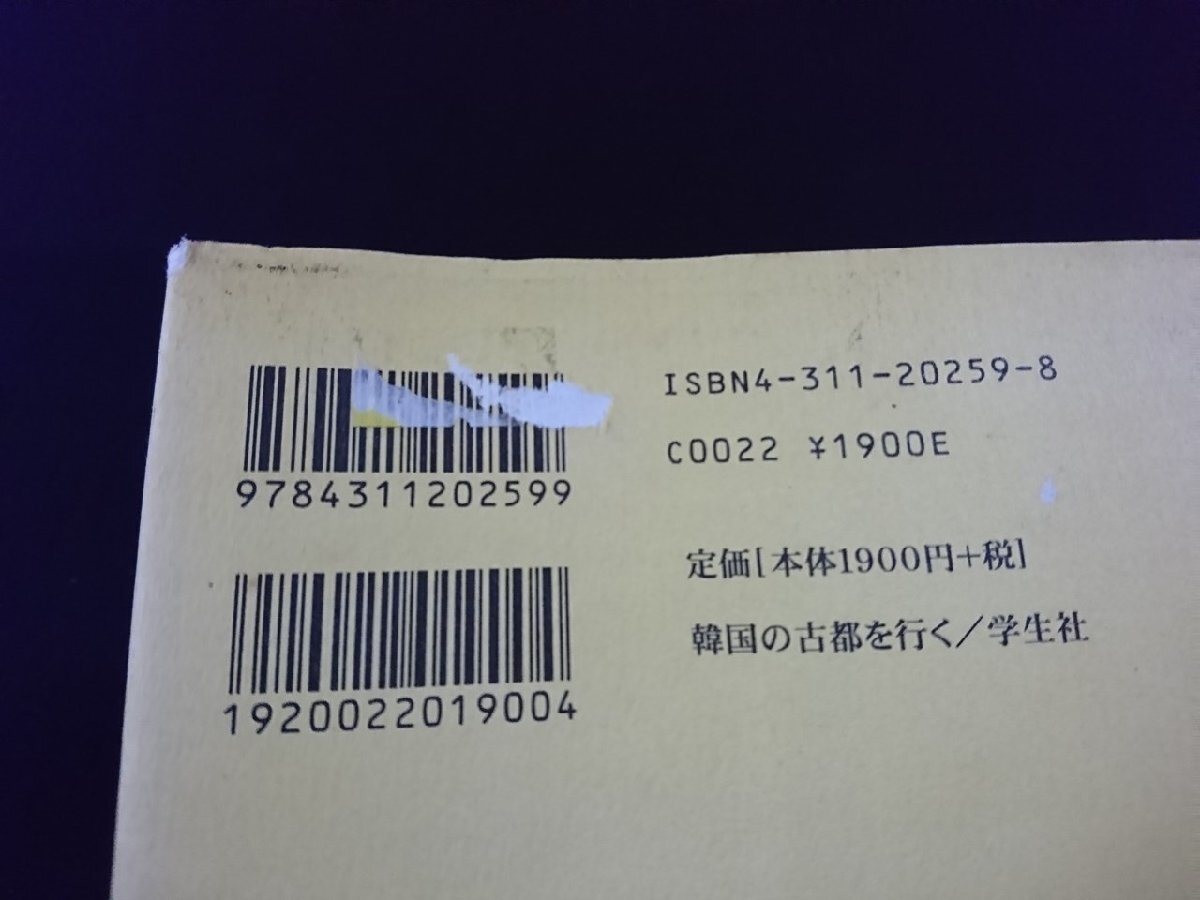 9784311202599
1920022019004
ISBN4-311-20259-8
C0022 ¥1900E
定価[本体1900円+税]
韓国の古都を行く/学生社